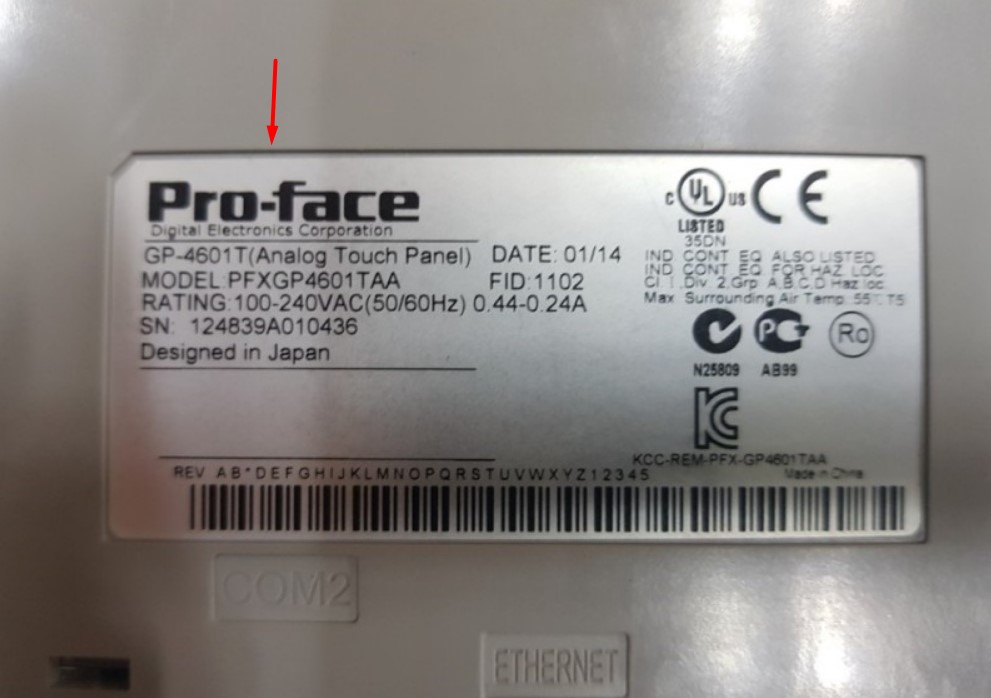 Pro-face
Digital Electronics Corporation
GP-4601T(Analog Touch Panel) DATE: 01/14
MODEL:PFXGP4601TAA FID:1102
RATING:100-240VAC(50/60Hz) 0.44-0.24A
SN: 124839A010436
Designed in Japan
C UL US CE
LISTED
35DN
IND. CONT. EQ. ALSO LISTED
IND. CONT. EQ. FOR HAZ. LOC.
Cl. I, Div. 2, Grp. A,B,C,D Haz loc.
Max. Surrounding Air Temp. 55°C T5
N25809 AB99
Ro
KC
KCC-REM-PFX-GP4601TAA
Made in China
REV AB*DEFGHIJKLMNOPQRSTUVWXYZ12345
COM2
ETHERNET